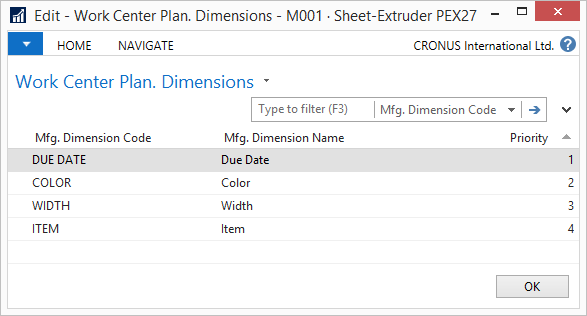 Edit - Work Center Plan. Dimensions - M001 · Sheet-Extruder PEX27
HOME NAVIGATE CRONUS International Ltd. ?
Work Center Plan. Dimensions
Type to filter (F3) Mfg. Dimension Code
Mfg. Dimension Code Mfg. Dimension Name Priority
DUE DATE Due Date 1
COLOR Color 2
WIDTH Width 3
ITEM Item 4
OK